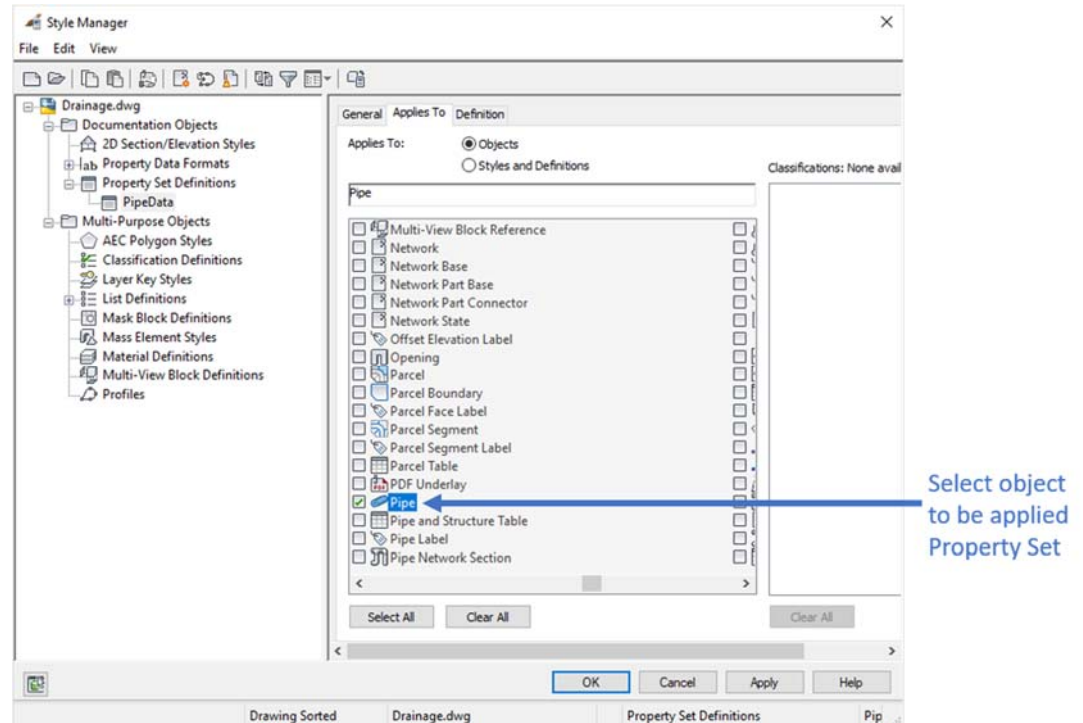 Style Manager
File Edit View
Drainage.dwg
Documentation Objects
2D Section/Elevation Styles
Property Data Formats
Property Set Definitions
PipeData
Multi-Purpose Objects
AEC Polygon Styles
Classification Definitions
Layer Key Styles
List Definitions
Mask Block Definitions
Mass Element Styles
Material Definitions
Multi-View Block Definitions
Profiles
General Applies To Definition
Applies To: Objects
Styles and Definitions
Classifications: None avail
Pipe
Multi-View Block Reference
Network
Network Base
Network Part Base
Network Part Connector
Network State
Offset Elevation Label
Opening
Parcel
Parcel Boundary
Parcel Face Label
Parcel Segment
Parcel Segment Label
Parcel Table
PDF Underlay
Pipe
Pipe and Structure Table
Pipe Label
Pipe Network Section
Select All Clear All
Clear All
OK Cancel Apply Help
Drawing Sorted Drainage.dwg Property Set Definitions Pip
Select object
to be applied
Property Set